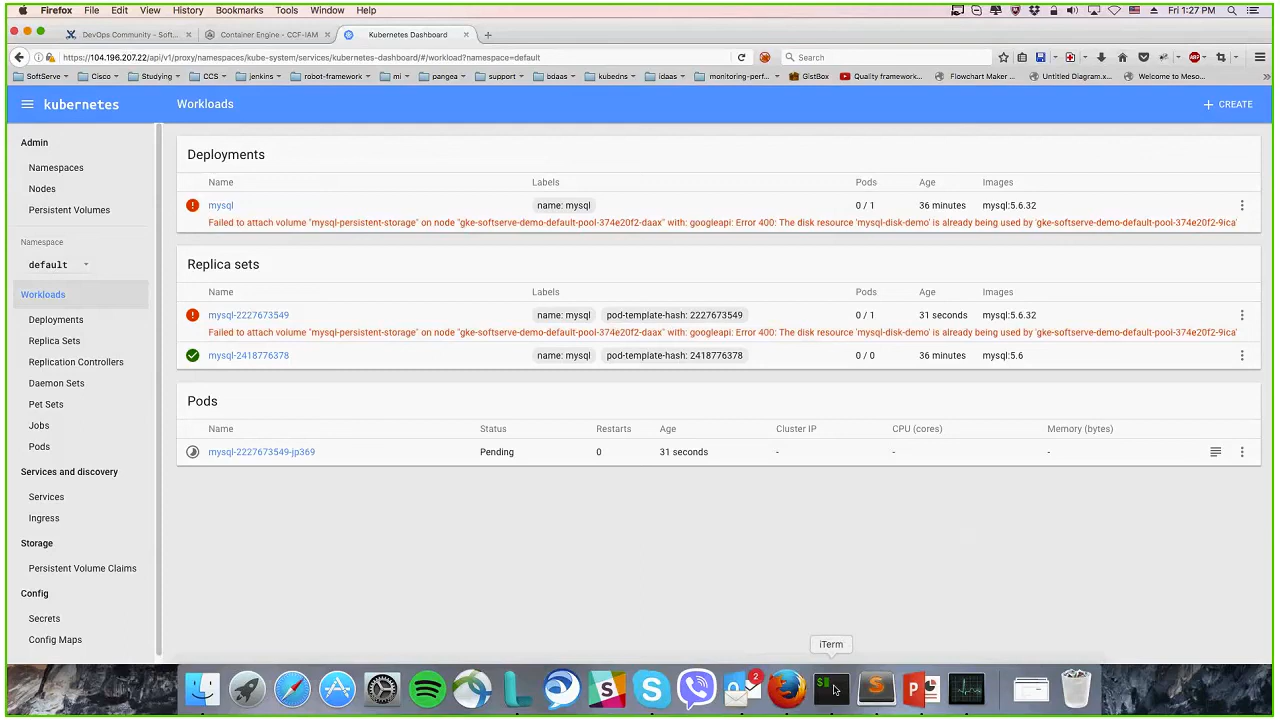 Firefox File Edit View History Bookmarks Tools Window Help Fri 1:27 PM
DevOps Community - Soft... × Container Engine - CCF-IAM × Kubernetes Dashboard × +
https://104.196.207.22/api/v1/proxy/namespaces/kube-system/services/kubernetes-dashboard/#/workload?namespace=default Search
SoftServe Cisco Studying CCS jenkins robot-framework mi pangea support bdaas kubedns idaas monitoring-perf... GistBox Quality framework... Flowchart Maker ... Untitled Diagram.x... Welcome to Meso... »
kubernetes Workloads + CREATE
Admin
Namespaces
Nodes
Persistent Volumes
Namespace
default
Workloads
Deployments
Replica Sets
Replication Controllers
Daemon Sets
Pet Sets
Jobs
Pods
Services and discovery
Services
Ingress
Storage
Persistent Volume Claims
Config
Secrets
Config Maps
Deployments
Name Labels Pods Age Images
mysql name: mysql 0 / 1 36 minutes mysql:5.6.32
Failed to attach volume "mysql-persistent-storage" on node "gke-softserve-demo-default-pool-374e20f2-daax" with: googleapi: Error 400: The disk resource 'mysql-disk-demo' is already being used by 'gke-softserve-demo-default-pool-374e20f2-9ica'
Replica sets
Name Labels Pods Age Images
mysql-2227673549 name: mysql pod-template-hash: 2227673549 0 / 1 31 seconds mysql:5.6.32
Failed to attach volume "mysql-persistent-storage" on node "gke-softserve-demo-default-pool-374e20f2-daax" with: googleapi: Error 400: The disk resource 'mysql-disk-demo' is already being used by 'gke-softserve-demo-default-pool-374e20f2-9ica'
mysql-2418776378 name: mysql pod-template-hash: 2418776378 0 / 0 36 minutes mysql:5.6
Pods
Name Status Restarts Age Cluster IP CPU (cores) Memory (bytes)
mysql-2227673549-jp369 Pending 0 31 seconds - - -
iTerm
2